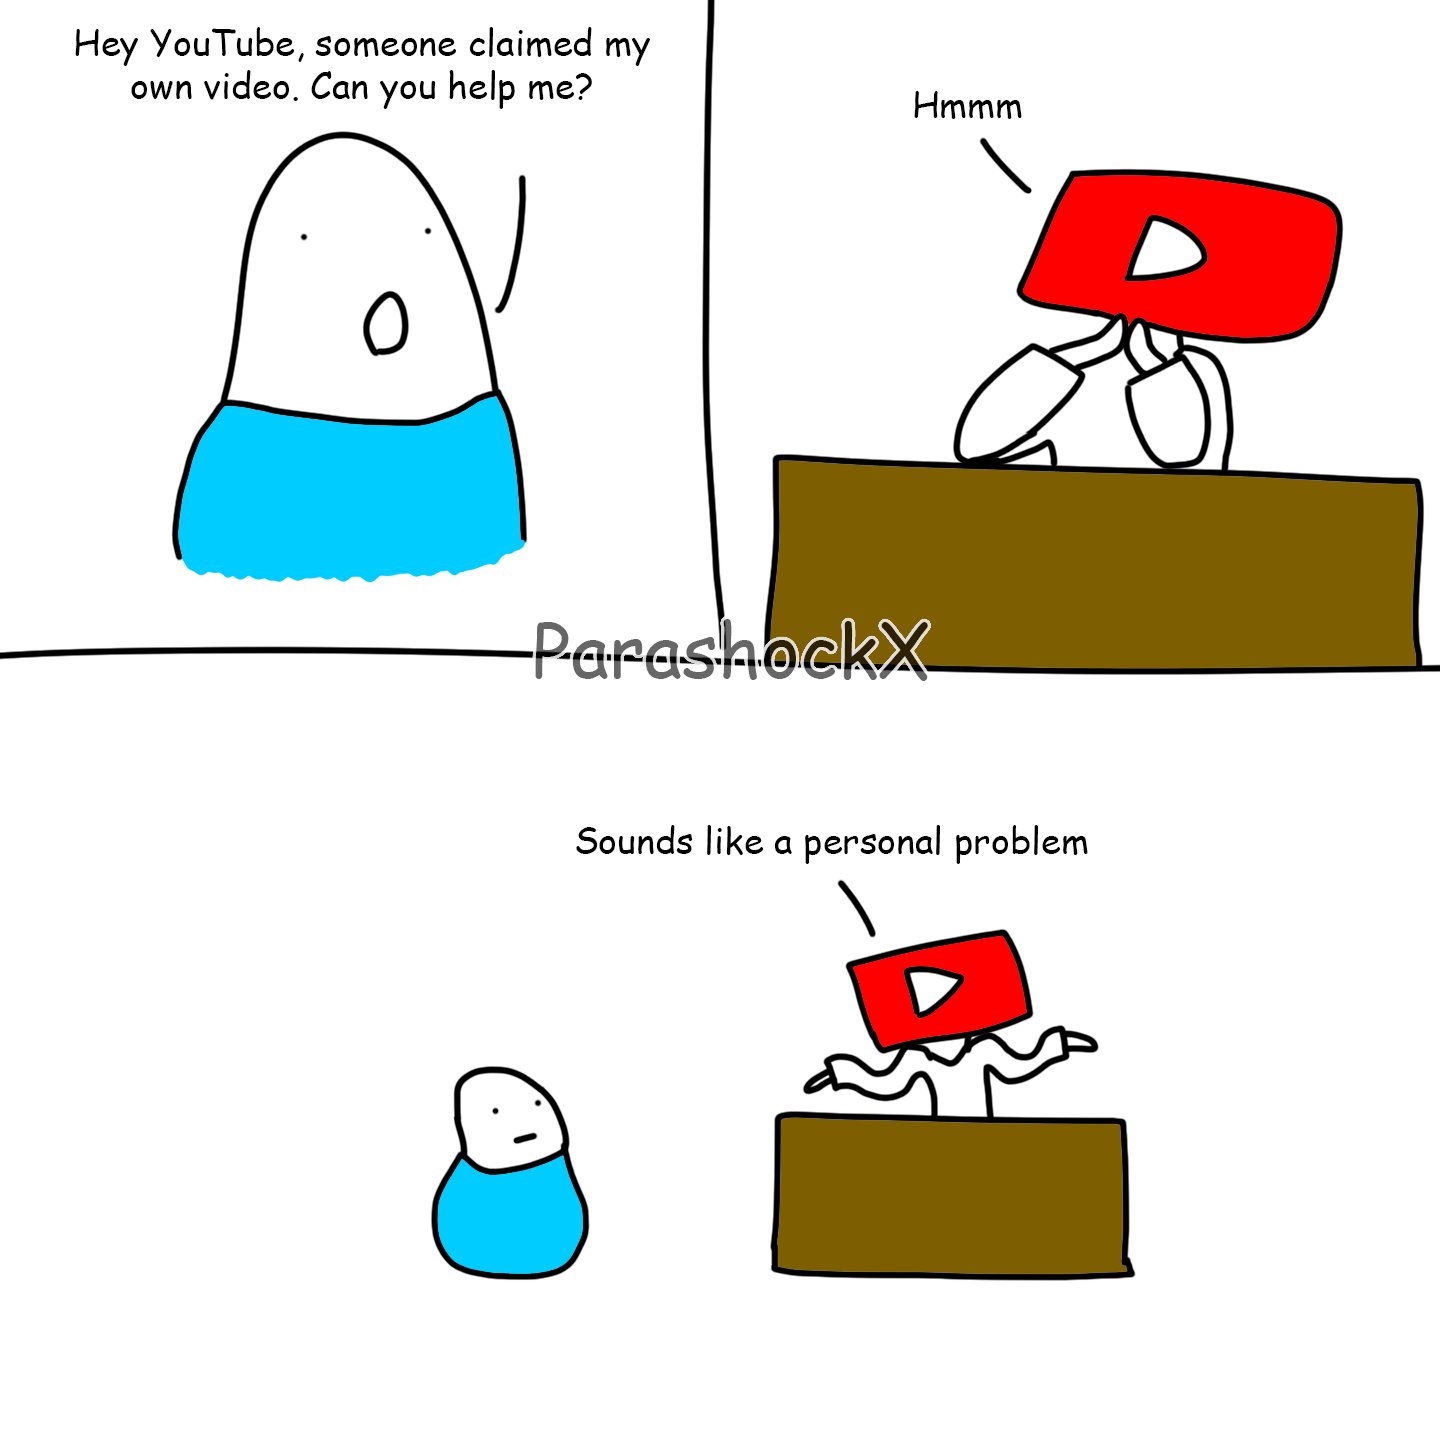 Hey YouTube, someone claimed my
own video. Can you help me?
Hmmm
ParashockX
Sounds like a personal problem